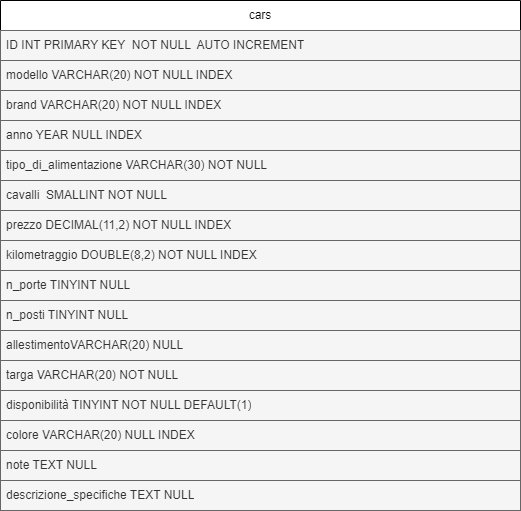 cars
ID INT PRIMARY KEY  NOT NULL  AUTO INCREMENT
modello VARCHAR(20) NOT NULL INDEX
brand VARCHAR(20) NOT NULL INDEX
anno YEAR NULL INDEX
tipo_di_alimentazione VARCHAR(30) NOT NULL
cavalli  SMALLINT NOT NULL
prezzo DECIMAL(11,2) NOT NULL INDEX
kilometraggio DOUBLE(8,2) NOT NULL INDEX
n_porte TINYINT NULL
n_posti TINYINT NULL
allestimentoVARCHAR(20) NULL
targa VARCHAR(20) NOT NULL
disponibilità TINYINT NOT NULL DEFAULT(1)
colore VARCHAR(20) NULL INDEX
note TEXT NULL
descrizione_specifiche TEXT NULL